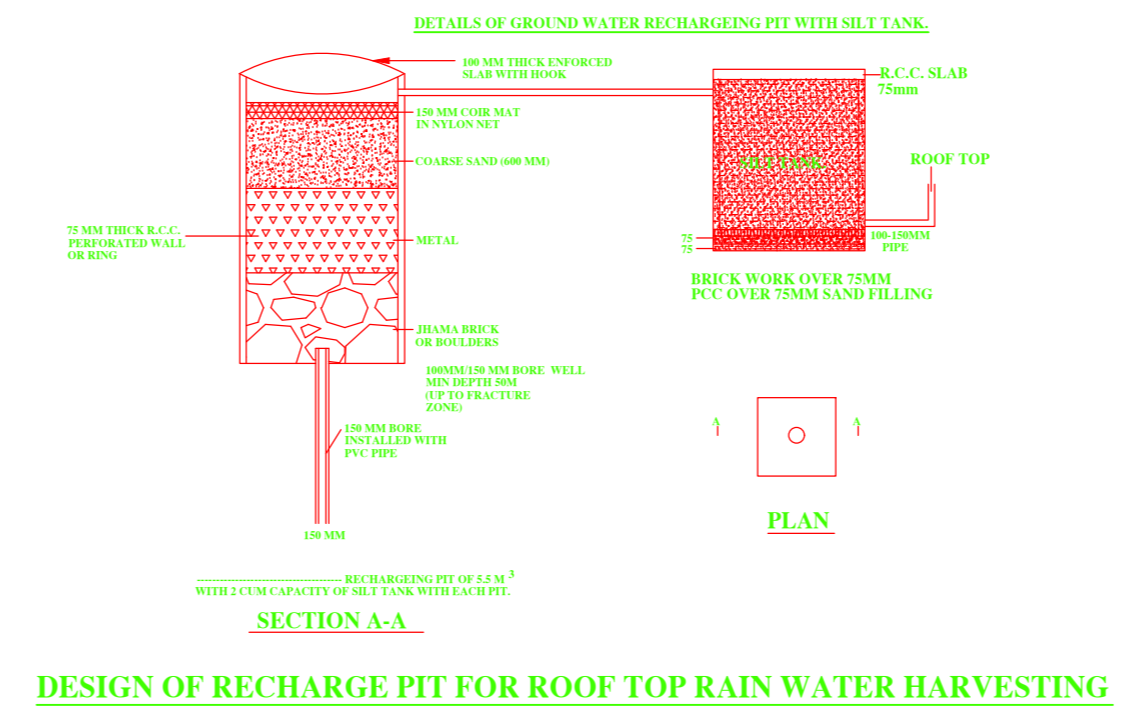 DETAILS OF GROUND WATER RECHARGEING PIT WITH SILT TANK.
100 MM THICK ENFORCED
SLAB WITH HOOK
R.C.C. SLAB
75mm
150 MM COIR MAT
IN NYLON NET
COARSE SAND (600 MM)
SILT TANK
ROOF TOP
75 MM THICK R.C.C.
PERFORATED WALL
OR RING
METAL
75
75
100-150MM
PIPE
BRICK WORK OVER 75MM
PCC OVER 75MM SAND FILLING
JHAMA BRICK
OR BOULDERS
100MM/150 MM BORE WELL
MIN DEPTH 50M
(UP TO FRACTURE
ZONE)
150 MM BORE
INSTALLED WITH
PVC PIPE
A
A
PLAN
150 MM
------------------------------------- RECHARGEING PIT OF 5.5 M 3
WITH 2 CUM CAPACITY OF SILT TANK WITH EACH PIT.
SECTION A-A
DESIGN OF RECHARGE PIT FOR ROOF TOP RAIN WATER HARVESTING